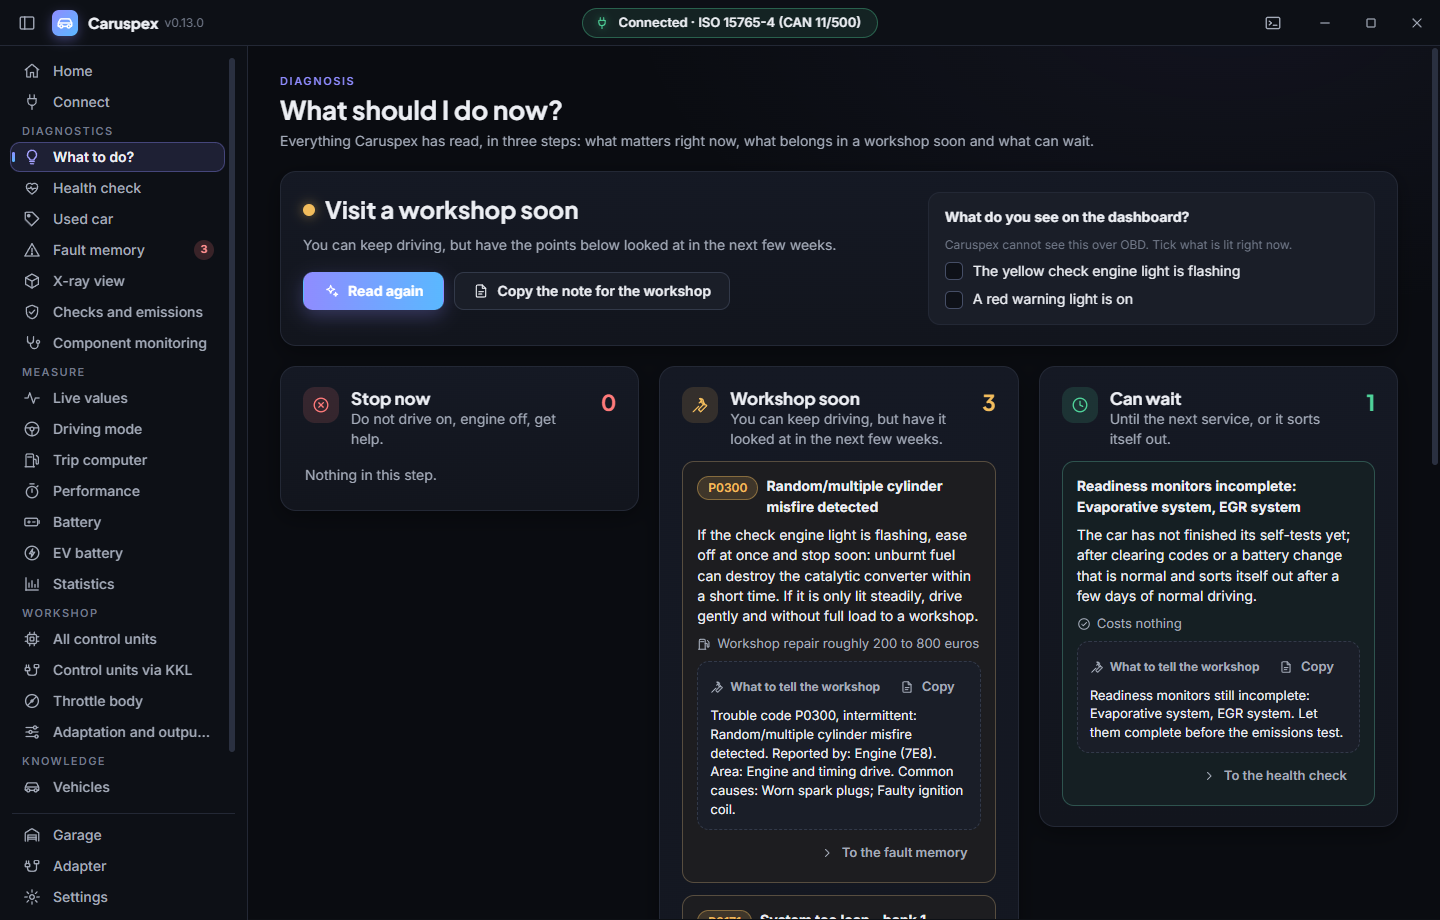 Caruspex v0.13.0
Connected · ISO 15765-4 (CAN 11/500)
Home
Connect
DIAGNOSTICS
What to do?
Health check
Used car
Fault memory 3
X-ray view
Checks and emissions
Component monitoring
MEASURE
Live values
Driving mode
Trip computer
Performance
Battery
EV battery
Statistics
WORKSHOP
All control units
Control units via KKL
Throttle body
Adaptation and outpu...
KNOWLEDGE
Vehicles
Garage
Adapter
Settings
DIAGNOSIS
What should I do now?
Everything Caruspex has read, in three steps: what matters right now, what belongs in a workshop soon and what can wait.
Visit a workshop soon
You can keep driving, but have the points below looked at in the next few weeks.
Read again
Copy the note for the workshop
What do you see on the dashboard?
Caruspex cannot see this over OBD. Tick what is lit right now.
The yellow check engine light is flashing
A red warning light is on
Stop now 0
Do not drive on, engine off, get
help.
Nothing in this step.
Workshop soon 3
You can keep driving, but have it
looked at in the next few weeks.
P0300 Random/multiple cylinder
misfire detected
If the check engine light is flashing, ease
off at once and stop soon: unburnt fuel
can destroy the catalytic converter within
a short time. If it is only lit steadily, drive
gently and without full load to a workshop.
Workshop repair roughly 200 to 800 euros
What to tell the workshop Copy
Trouble code P0300, intermittent:
Random/multiple cylinder misfire
detected. Reported by: Engine (7E8).
Area: Engine and timing drive. Common
causes: Worn spark plugs; Faulty ignition
coil.
To the fault memory
Can wait 1
Until the next service, or it sorts
itself out.
Readiness monitors incomplete:
Evaporative system, EGR system
The car has not finished its self-tests yet;
after clearing codes or a battery change
that is normal and sorts itself out after a
few days of normal driving.
Costs nothing
What to tell the workshop Copy
Readiness monitors still incomplete:
Evaporative system, EGR system. Let
them complete before the emissions test.
To the health check